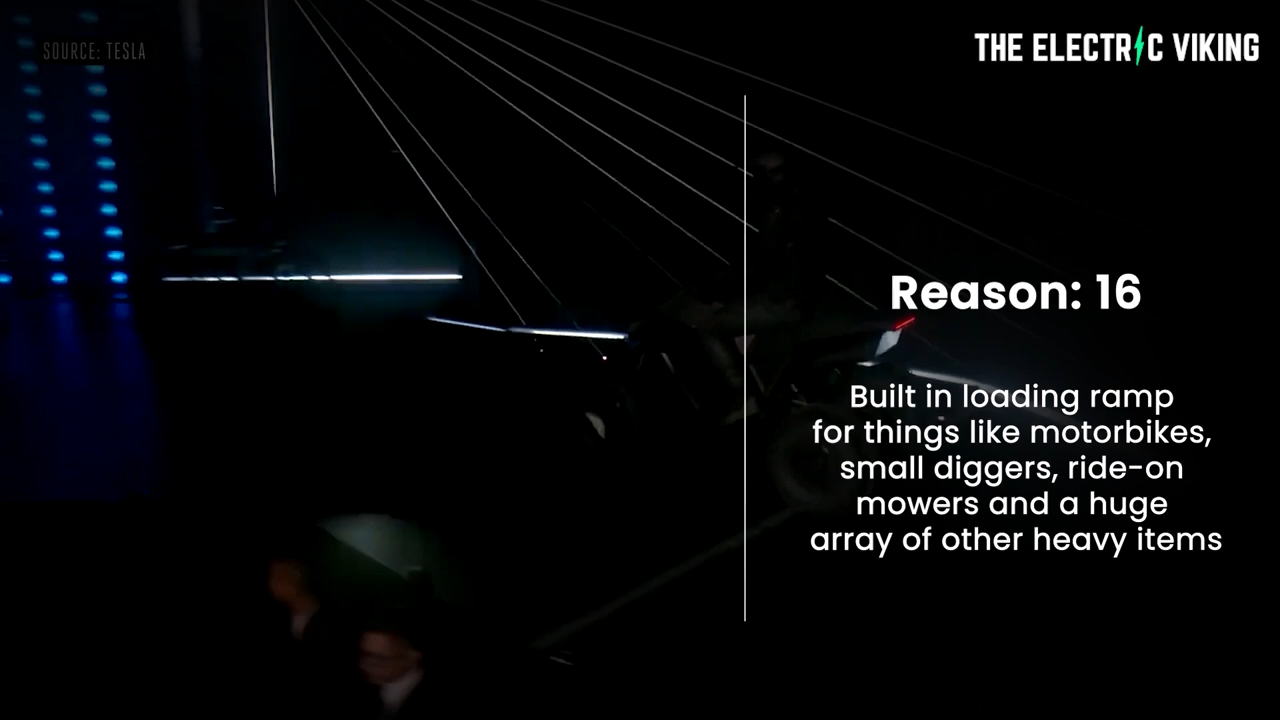 SOURCE: TESLA
THE ELECTRIC VIKING
Reason: 16
Built in loading ramp
for things like motorbikes,
small diggers, ride-on
mowers and a huge
array of other heavy items